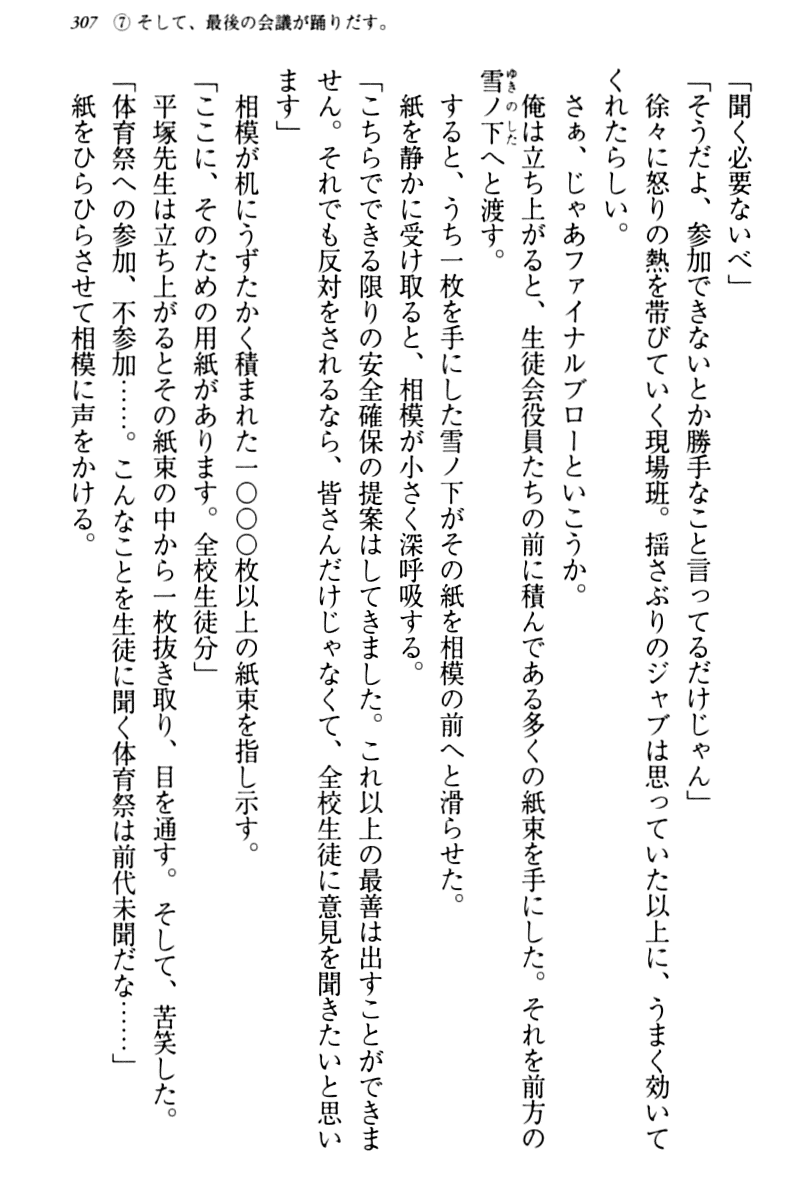 307 ⑦そして、最後の会議が踊りだす。
「聞く必要ないべ」
「そうだよ、参加できないとか勝手なこと言ってるだけじゃん」
徐々に怒りの熱を帯びていく現場班。揺さぶりのジャブは思っていた以上に、うまく効いて
くれたらしい。
さぁ、じゃあファイナルブローといこうか。
俺は立ち上がると、生徒会役員たちの前に積んである多くの紙束を手にした。それを前方の
雪ノ下へと渡す。
すると、うち一枚を手にした雪ノ下がその紙を相模の前へと滑らせた。
紙を静かに受け取ると、相模が小さく深呼吸する。
「こちらでできる限りの安全確保の提案はしてきました。これ以上の最善は出すことができま
せん。それでも反対をされるなら、皆さんだけじゃなくて、全校生徒に意見を聞きたいと思い
ます」
相模が机にうずたかく積まれた一〇〇〇枚以上の紙束を指し示す。
「ここに、そのための用紙があります。全校生徒分」
平塚先生は立ち上がるとその紙束の中から一枚抜き取り、目を通す。そして、苦笑した。
「体育祭への参加、不参加……。こんなことを生徒に聞く体育祭は前代未聞だな……」
紙をひらひらさせて相模に声をかける。